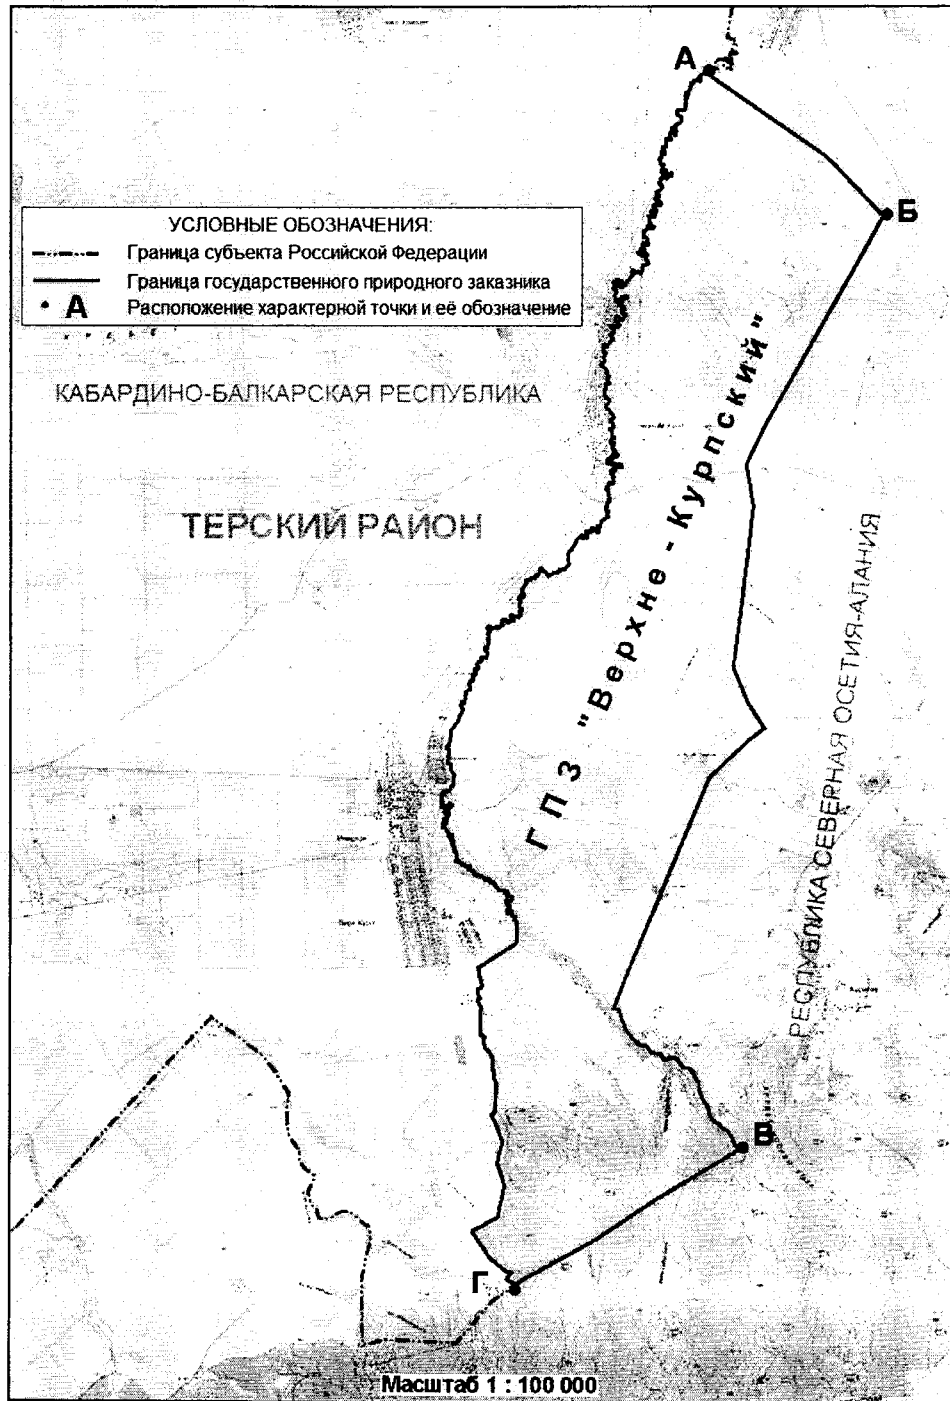 А
Б
УСЛОВНЫЕ ОБОЗНАЧЕНИЯ:
Граница субъекта Российской Федерации
Граница государственного природного заказника
А Расположение характерной точки и её обозначение
КАБАРДИНО-БАЛКАРСКАЯ РЕСПУБЛИКА
ТЕРСКИЙ РАЙОН
ГПЗ "Верхне - Курпский"
РЕСПУБЛИКА СЕВЕРНАЯ ОСЕТИЯ-АЛАНИЯ
В
Г
Масштаб 1 : 100 000